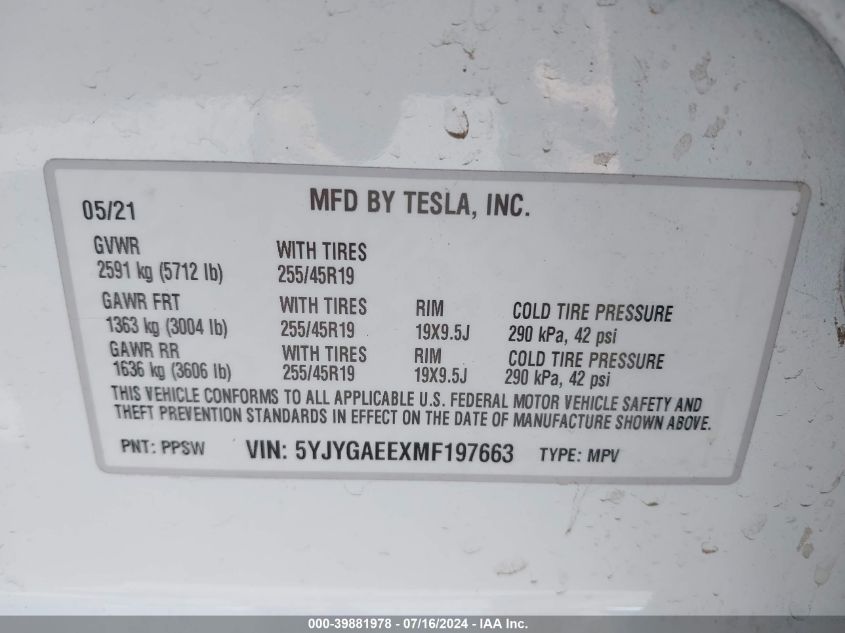 05/21 MFD BY TESLA, INC.
GVWR WITH TIRES
2591 kg (5712 lb) 255/45R19
GAWR FRT WITH TIRES RIM COLD TIRE PRESSURE
1363 kg (3004 lb) 255/45R19 19X9.5J 290 kPa, 42 psi
GAWR RR WITH TIRES RIM COLD TIRE PRESSURE
1636 kg (3606 lb) 255/45R19 19X9.5J 290 kPa, 42 psi
THIS VEHICLE CONFORMS TO ALL APPLICABLE U.S. FEDERAL MOTOR VEHICLE SAFETY AND
THEFT PREVENTION STANDARDS IN EFFECT ON THE DATE OF MANUFACTURE SHOWN ABOVE.
PNT: PPSW VIN: 5YJYGAEEXMF197663 TYPE: MPV
000-39881978 - 07/16/2024 - IAA Inc.